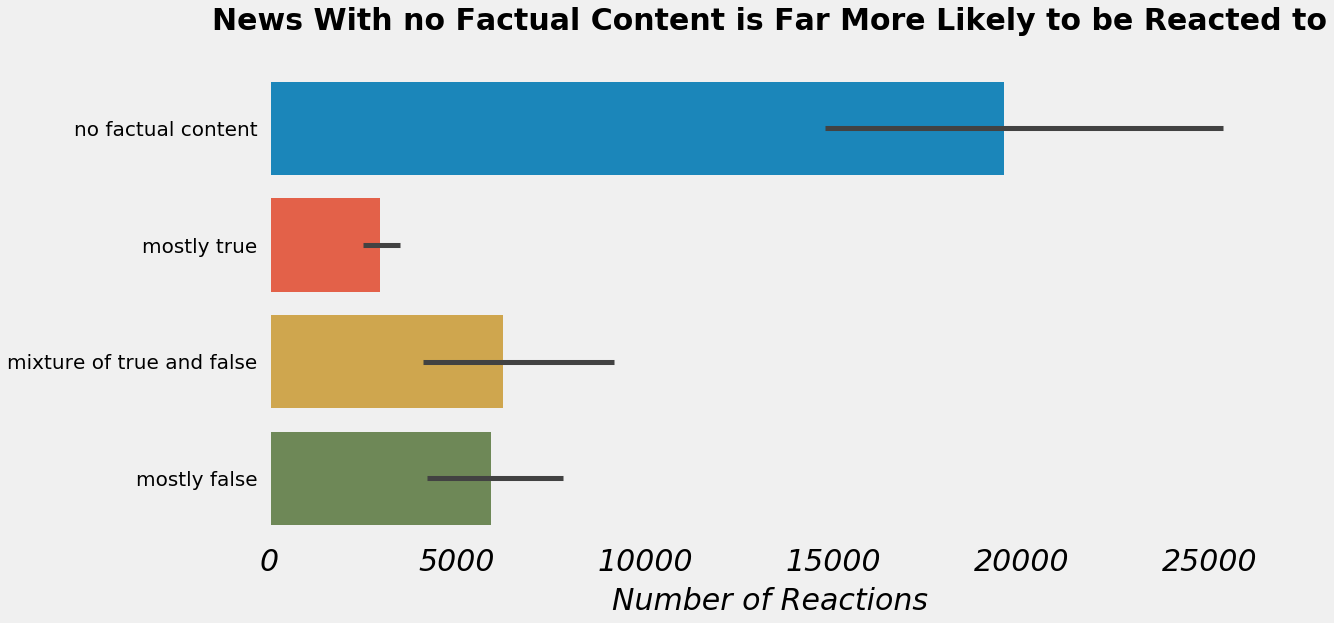 News With no Factual Content is Far More Likely to be Reacted to
no factual content
mostly true
mixture of true and false
mostly false
0 5000 10000 15000 20000 25000
Number of Reactions